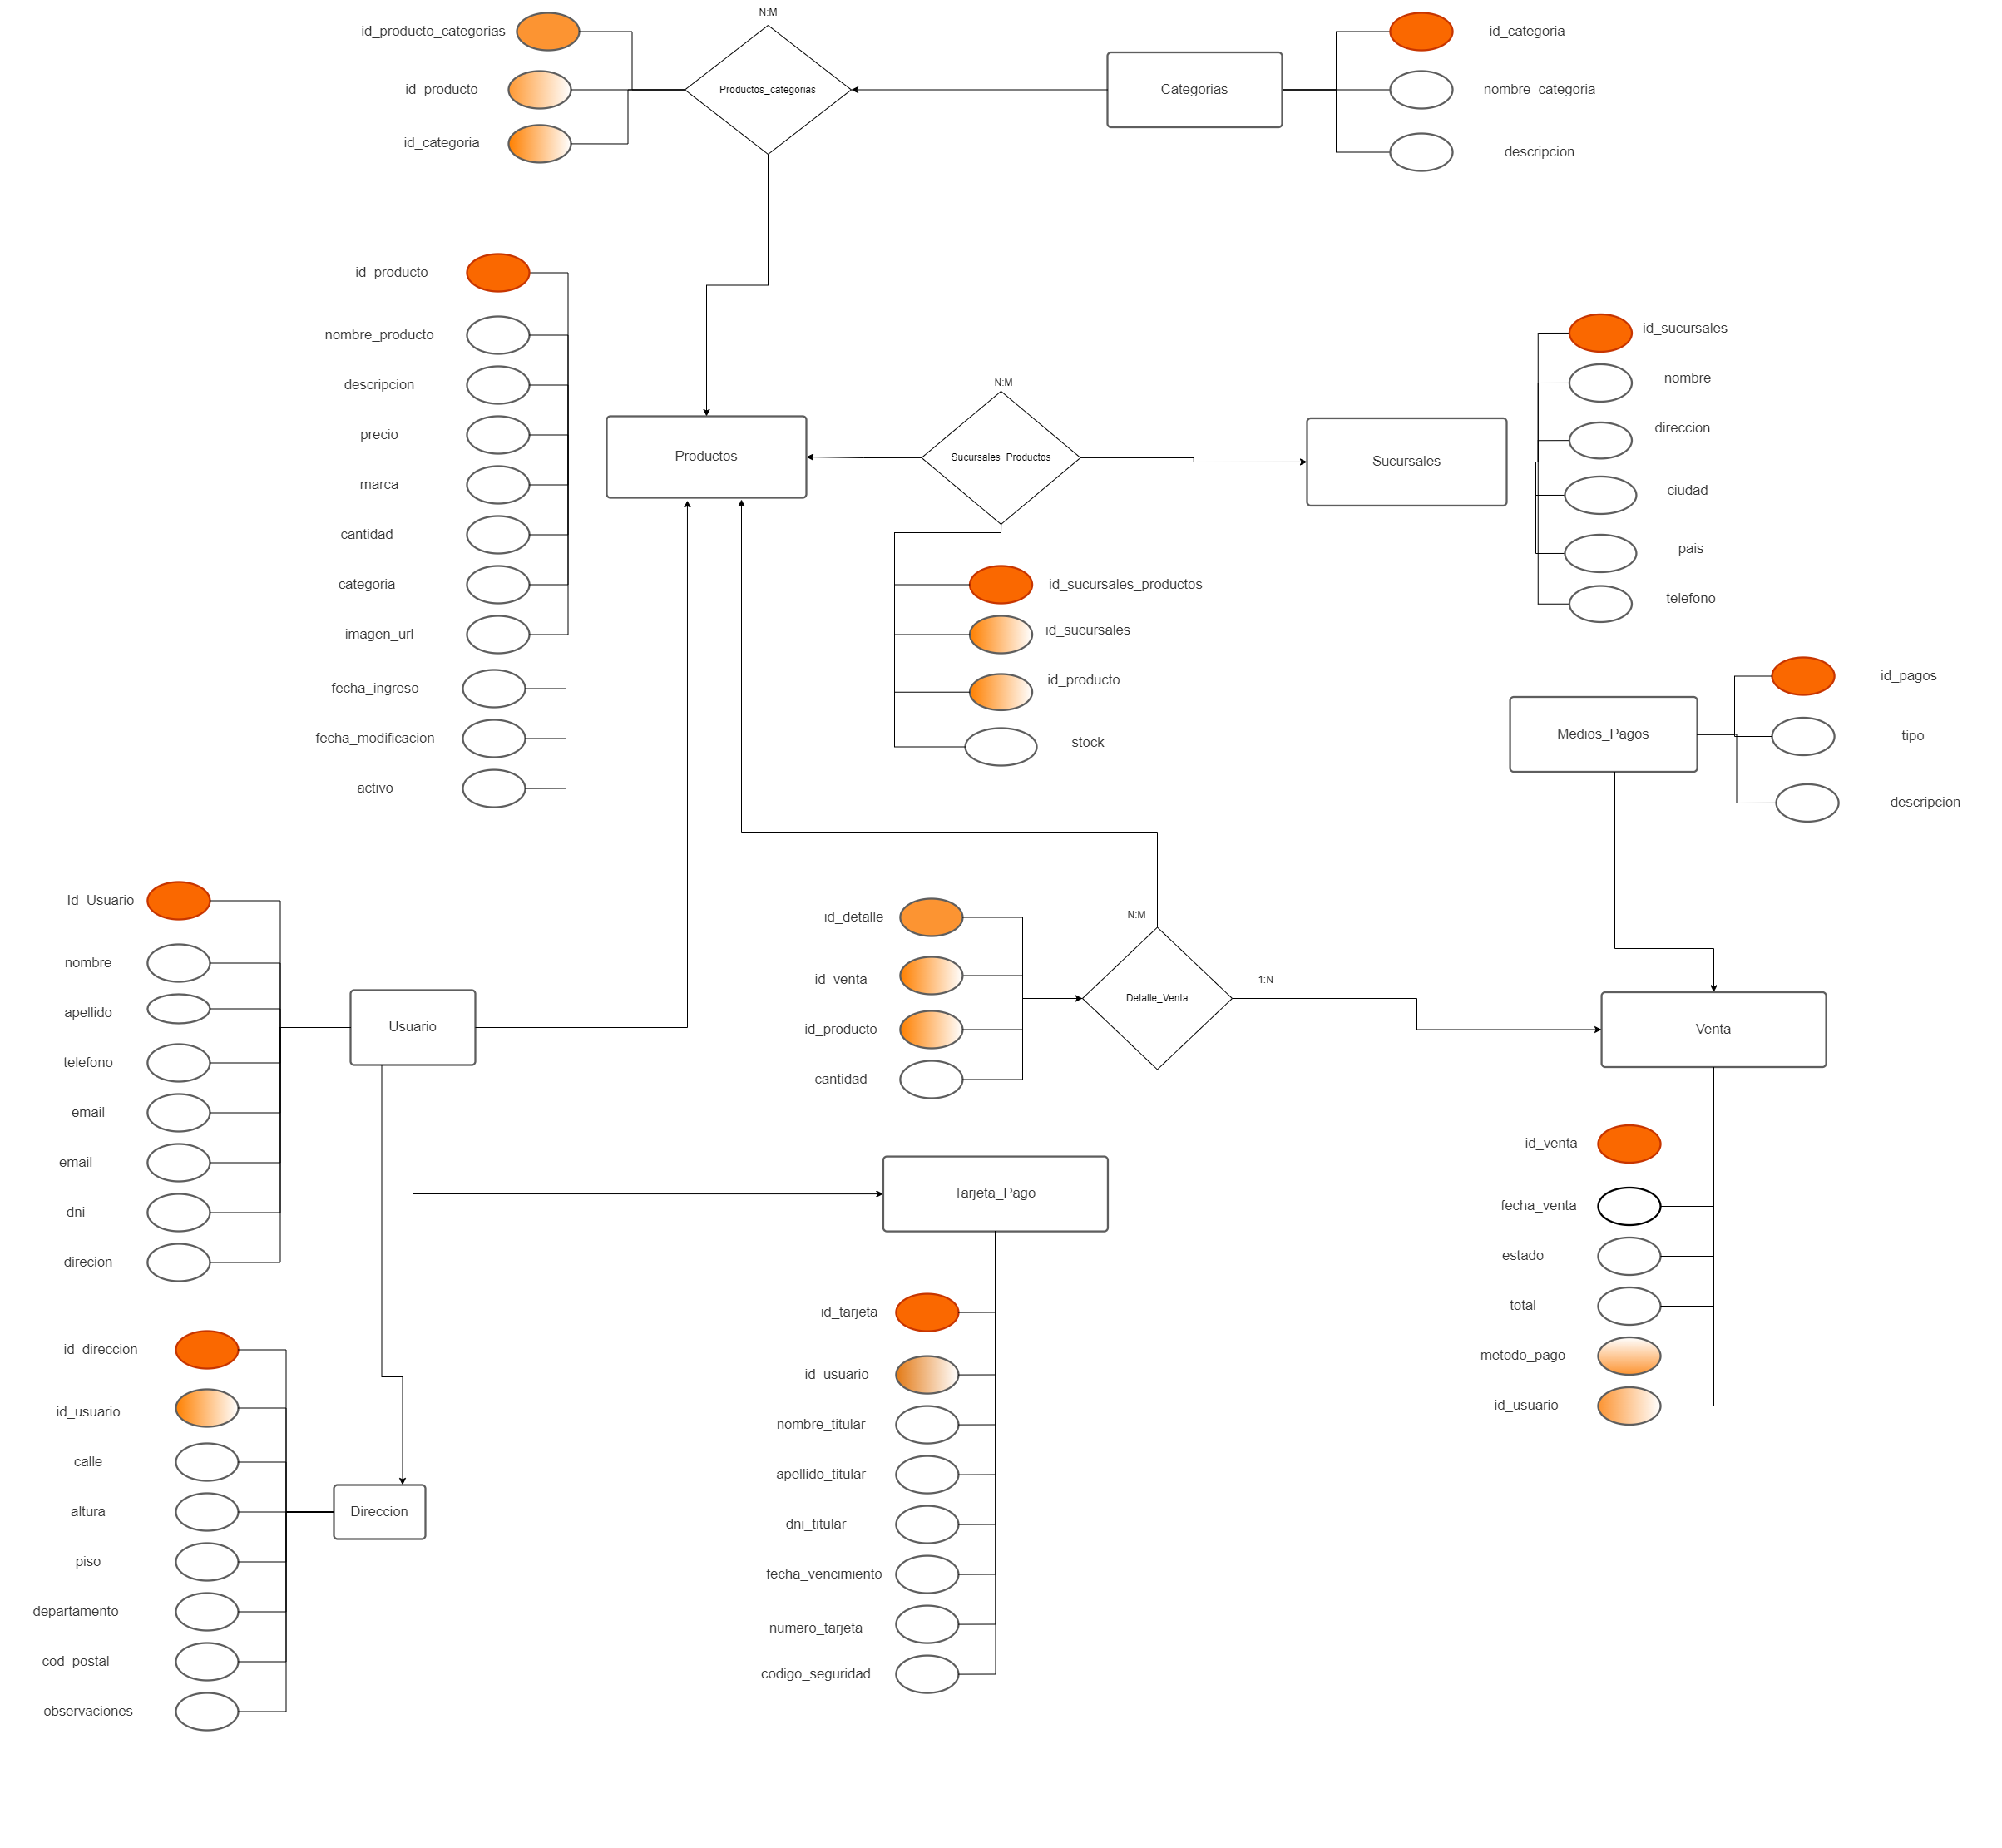 N:M
id_producto_categorias
id_producto
id_categoria
Productos_categorias
Categorias
id_categoria
nombre_categoria
descripcion
id_producto
nombre_producto
descripcion
precio
marca
cantidad
categoria
imagen_url
fecha_ingreso
fecha_modificacion
activo
Productos
N:M
Sucursales_Productos
id_sucursales_productos
id_sucursales
id_producto
stock
Sucursales
id_sucursales
nombre
direccion
ciudad
pais
telefono
Medios_Pagos
id_pagos
tipo
descripcion
Id_Usuario
nombre
apellido
telefono
email
email
dni
direcion
Usuario
id_detalle
id_venta
id_producto
cantidad
N:M
Detalle_Venta
1:N
Venta
id_venta
fecha_venta
estado
total
metodo_pago
id_usuario
Tarjeta_Pago
id_tarjeta
id_usuario
nombre_titular
apellido_titular
dni_titular
fecha_vencimiento
numero_tarjeta
codigo_seguridad
id_direccion
id_usuario
calle
altura
piso
departamento
cod_postal
observaciones
Direccion